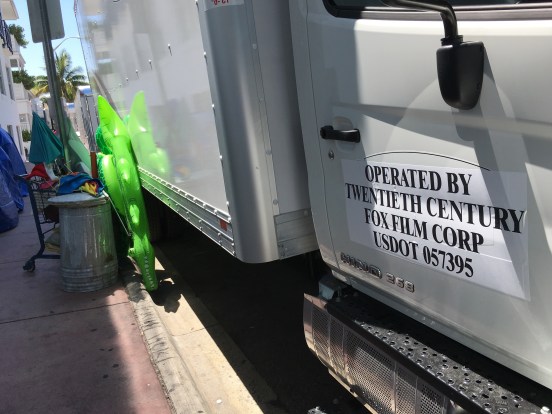 OPERATED BY
TWENTIETH CENTURY
FOX FILM CORP
USDOT 057395